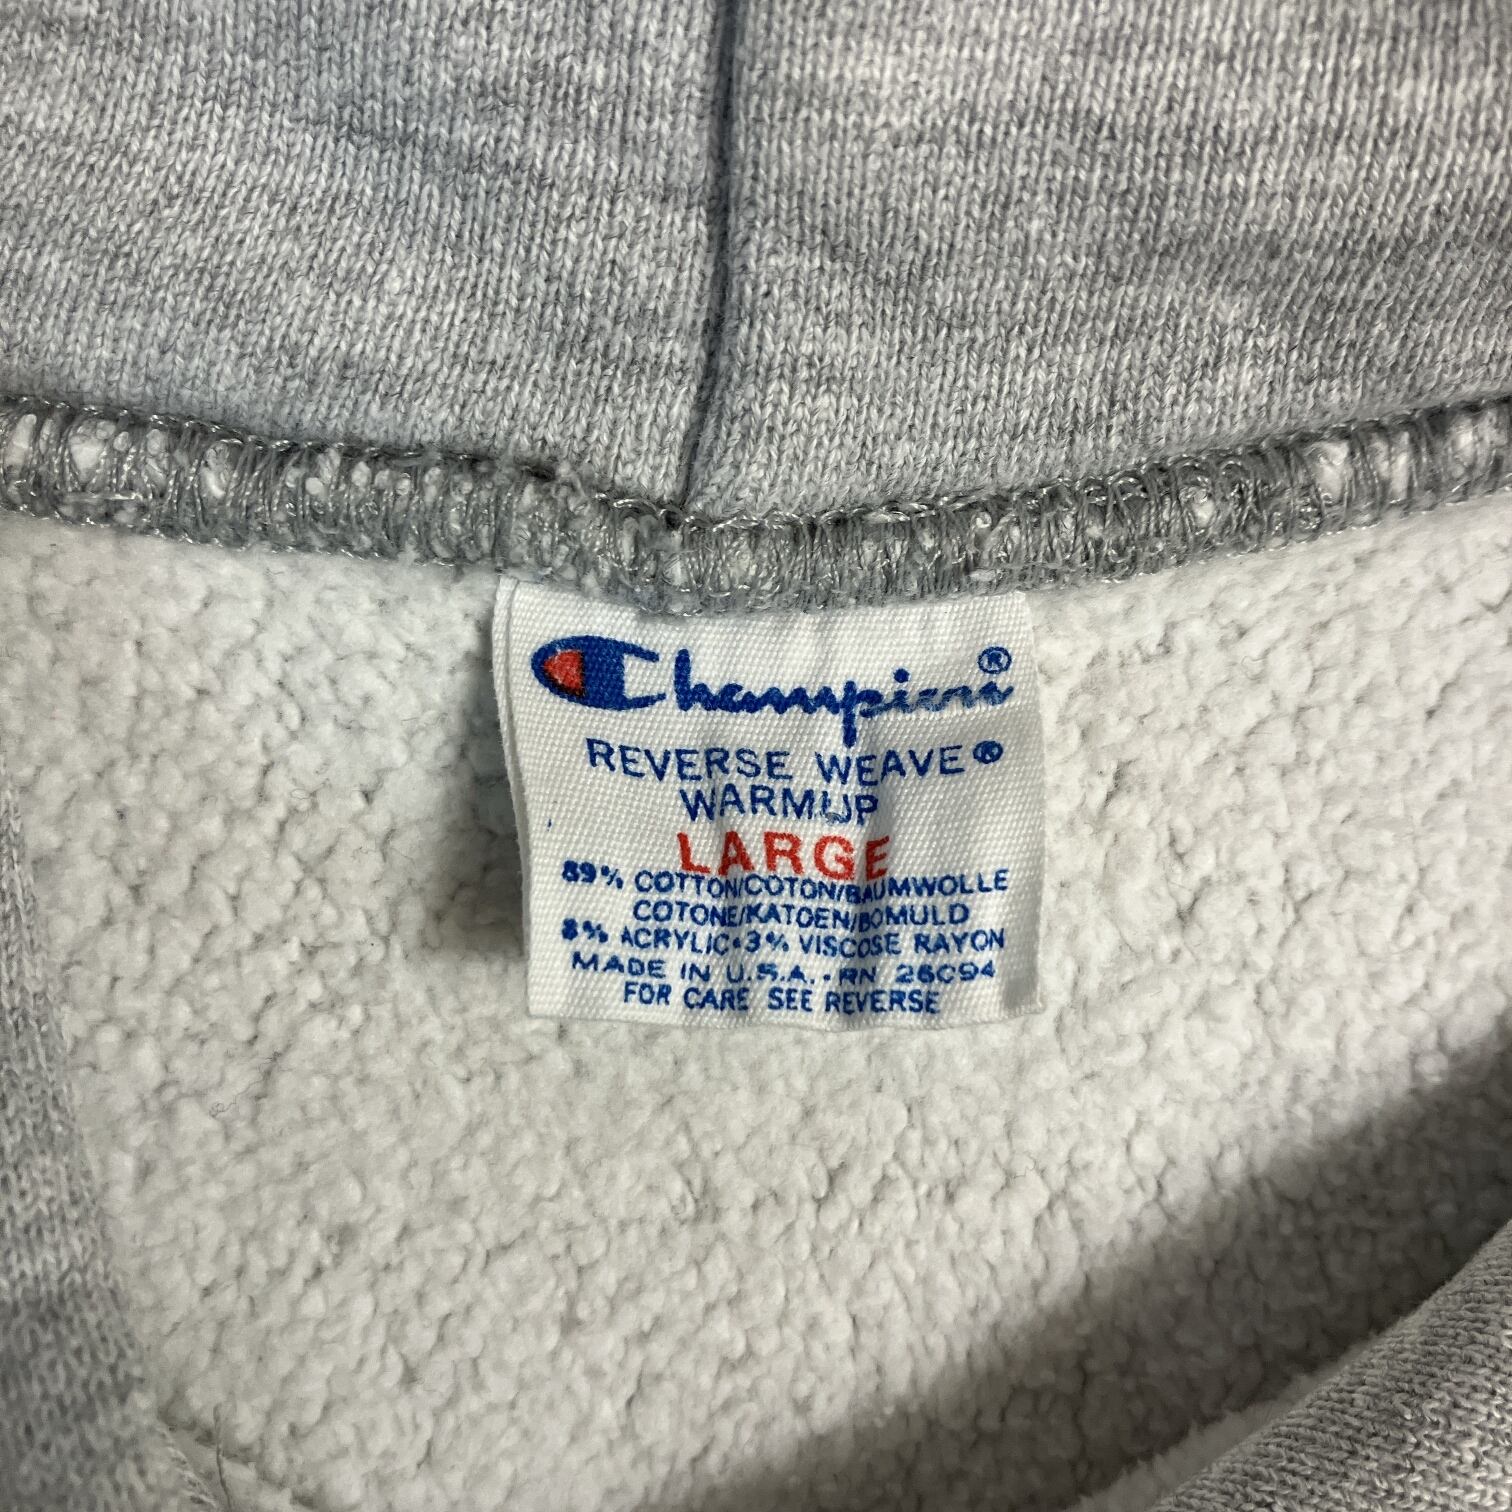 Champion®
REVERSE WEAVE®
WARMUP
LARGE
89% COTTON/COTON/BAUMWOLLE
COTONE/KATOEN/BOMULD
8% ACRYLIC•3% VISCOSE RAYON
MADE IN U.S.A. • RN 26094
FOR CARE SEE REVERSE